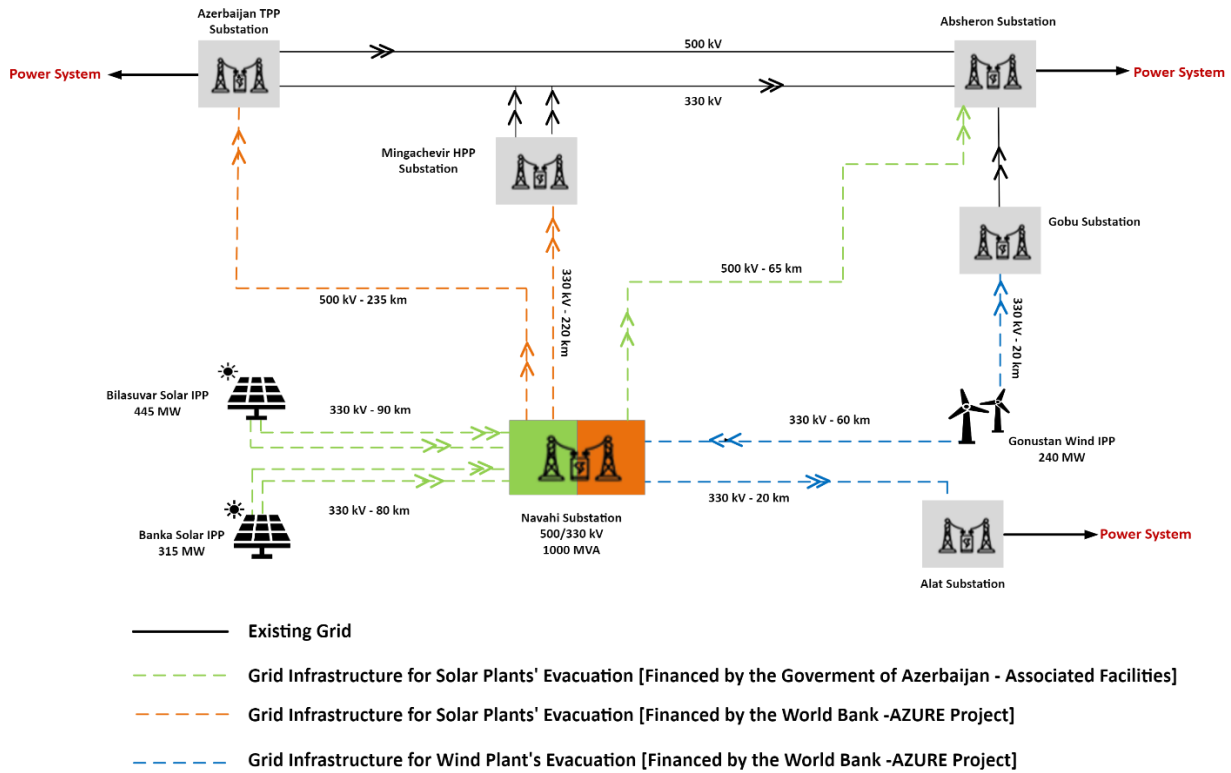 Azerbaijan TPP
Substation
Absheron Substation
500 kV
Power System
Power System
330 kV
Mingachevir HPP
Substation
Gobu Substation
500 kV - 65 km
500 kV - 235 km
330 kV - 220 km
330 kV - 20 km
Bilasuvar Solar IPP
445 MW
330 kV - 90 km
330 kV - 60 km
Gonustan Wind IPP
240 MW
330 kV - 80 km
330 kV - 20 km
Banka Solar IPP
315 MW
Navahi Substation
500/330 kV
1000 MVA
Power System
Alat Substation
Existing Grid
Grid Infrastructure for Solar Plants' Evacuation [Financed by the Goverment of Azerbaijan - Associated Facilities]
Grid Infrastructure for Solar Plants' Evacuation [Financed by the World Bank -AZURE Project]
Grid Infrastructure for Wind Plant's Evacuation [Financed by the World Bank -AZURE Project]